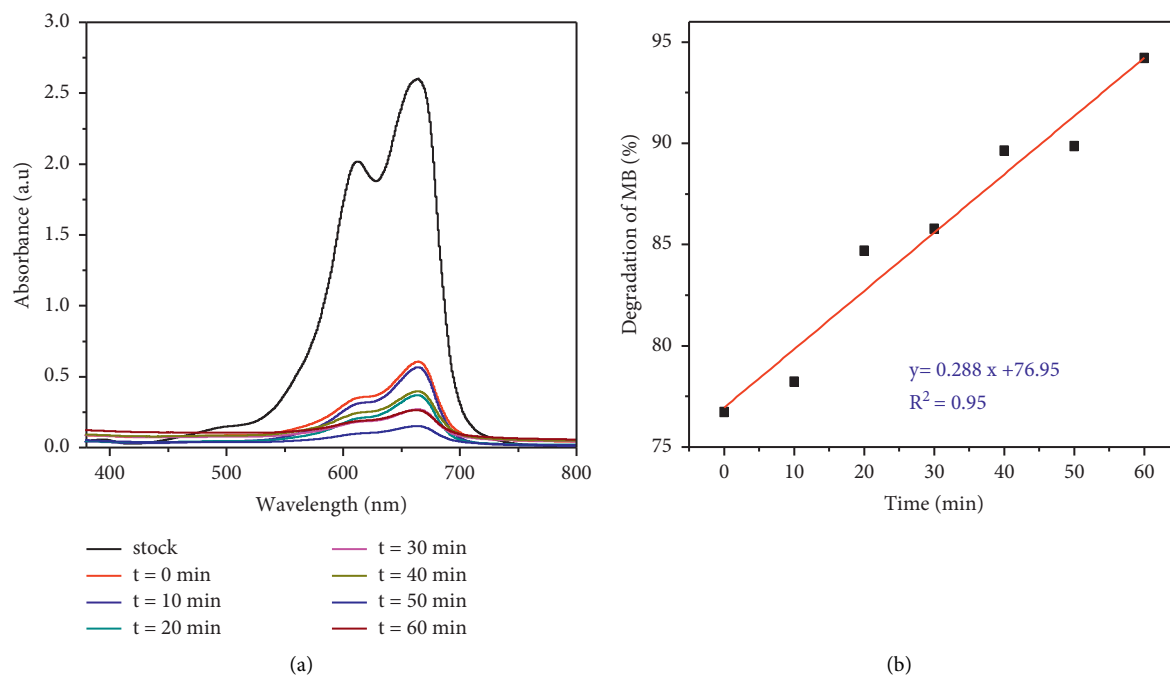 3.0
2.5
2.0
1.5
1.0
0.5
0.0
Absorbance (a.u)
400 500 600 700 800
Wavelength (nm)
stock
t = 0 min
t = 10 min
t = 20 min
t = 30 min
t = 40 min
t = 50 min
t = 60 min
(a)
95
90
85
80
75
Degradation of MB (%)
y= 0.288 x +76.95
R² = 0.95
0 10 20 30 40 50 60
Time (min)
(b)